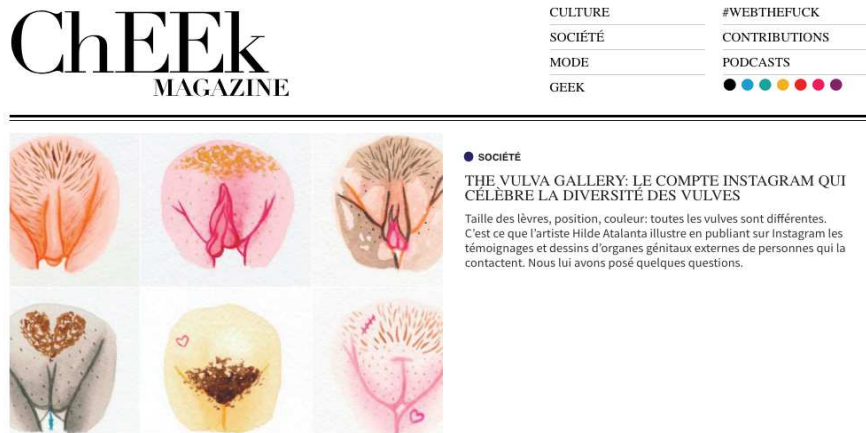 ChEEk
MAGAZINE
CULTURE
SOCIÉTÉ
MODE
GEEK
#WEBTHEFUCK
CONTRIBUTIONS
PODCASTS
SOCIÉTÉ
THE VULVA GALLERY: LE COMPTE INSTAGRAM QUI
CÉLÈBRE LA DIVERSITÉ DES VULVES
Taille des lèvres, position, couleur: toutes les vulves sont différentes.
C’est ce que l’artiste Hilde Atalanta illustre en publiant sur Instagram les
témoignages et dessins d’organes génitaux externes de personnes qui la
contactent. Nous lui avons posé quelques questions.